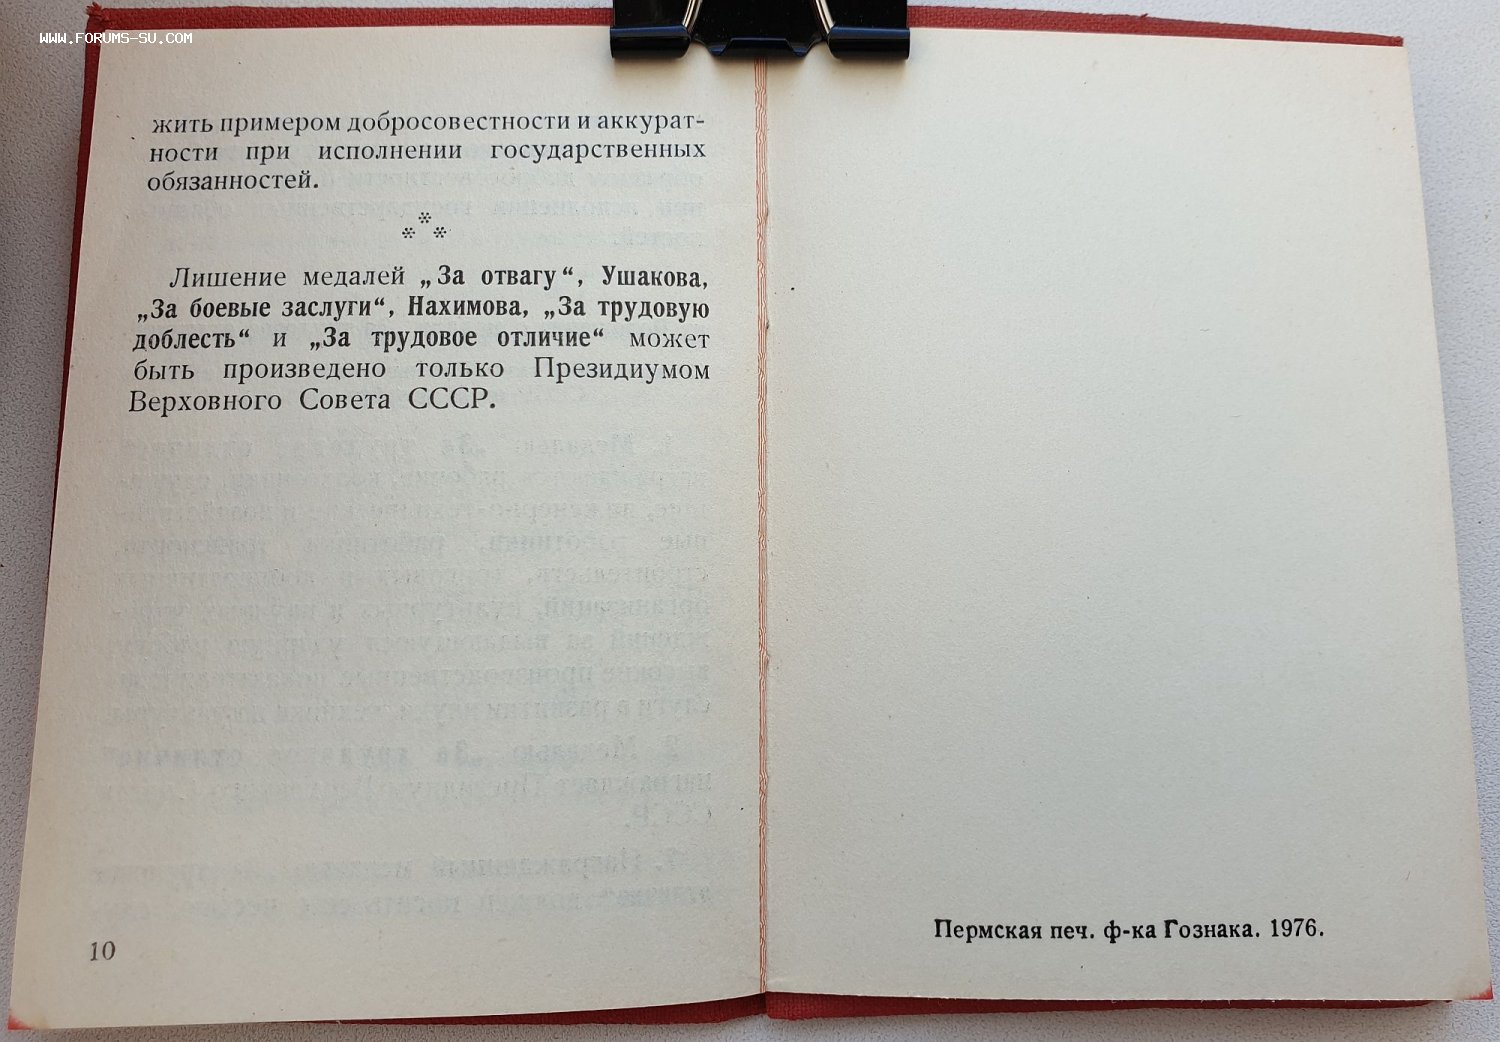 WWW.FORUMS-SU.COM
жить примером добросовестности и аккурат-
ности при исполнении государственных
обязанностей.
Лишение медалей „За отвагу“, Ушакова,
„За боевые заслуги“, Нахимова, „За трудовую
доблесть“ и „За трудовое отличие“ может
быть произведено только Президиумом
Верховного Совета СССР.
10
Пермская печ. ф-ка Гознака. 1976.